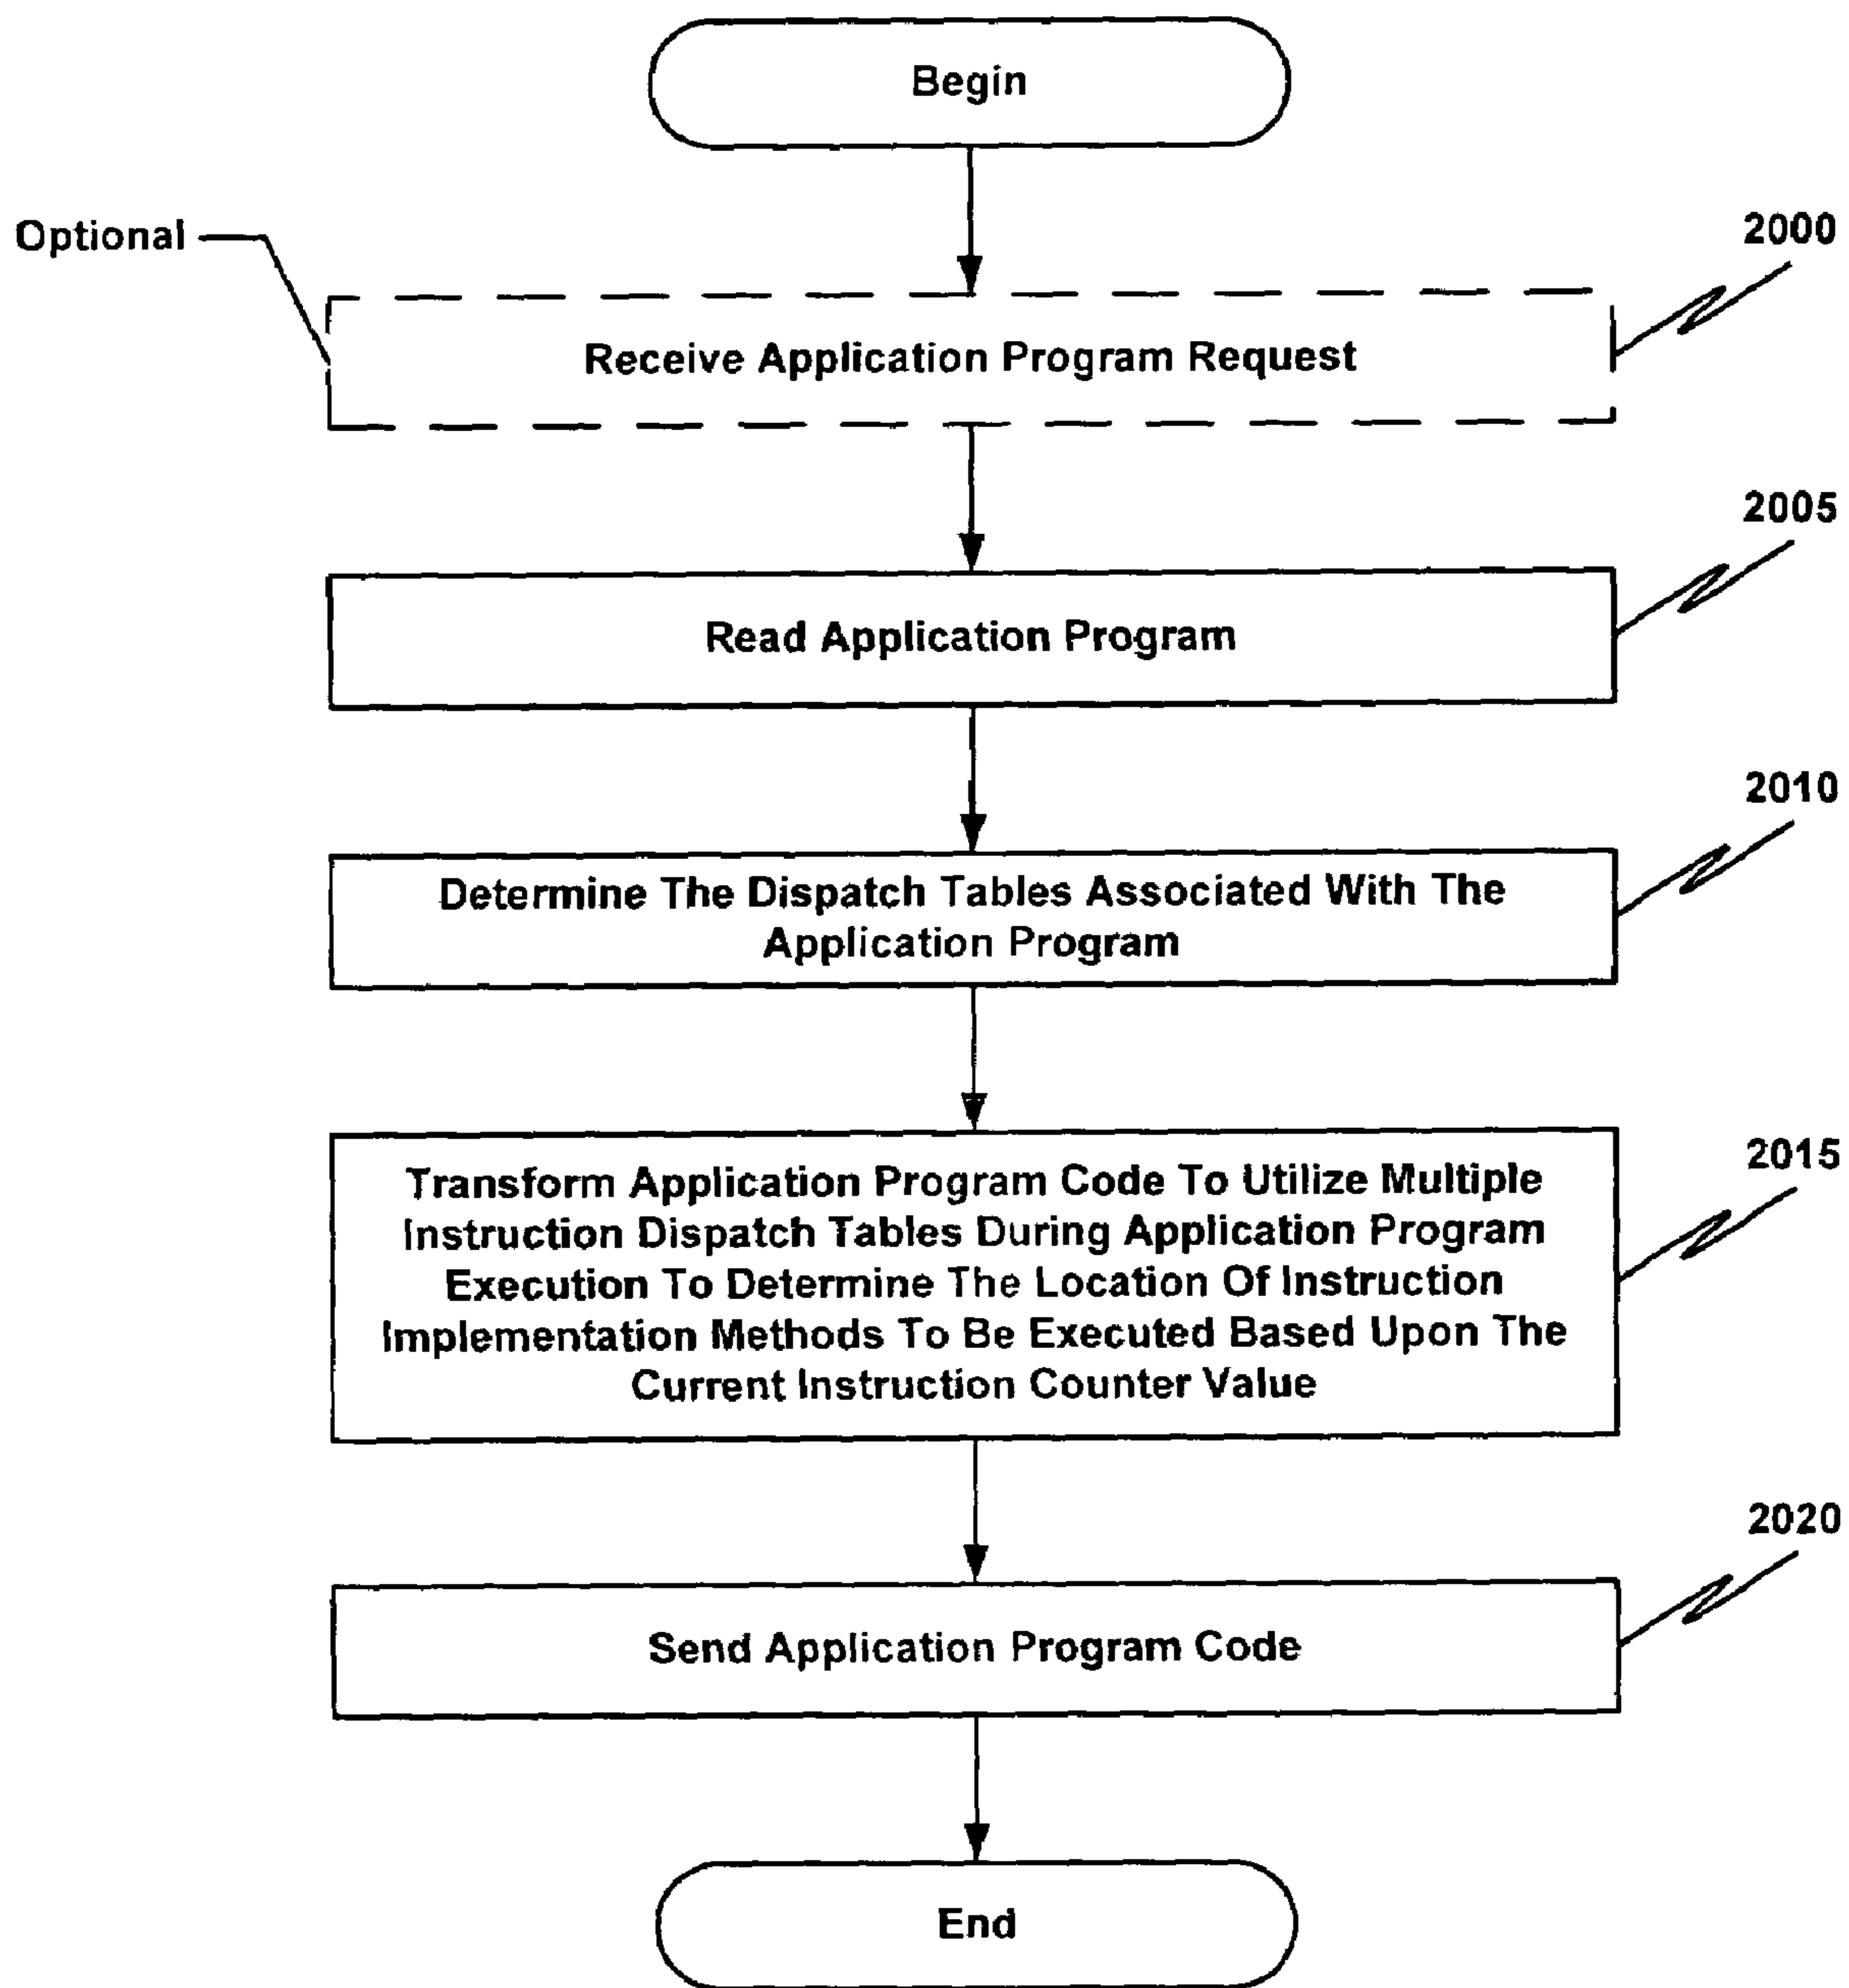 Begin
Optional
2000
Receive Application Program Request
2005
Read Application Program
2010
Determine The Dispatch Tables Associated With The
Application Program
2015
Transform Application Program Code To Utilize Multiple
Instruction Dispatch Tables During Application Program
Execution To Determine The Location Of Instruction
Implementation Methods To Be Executed Based Upon The
Current Instruction Counter Value
2020
Send Application Program Code
End